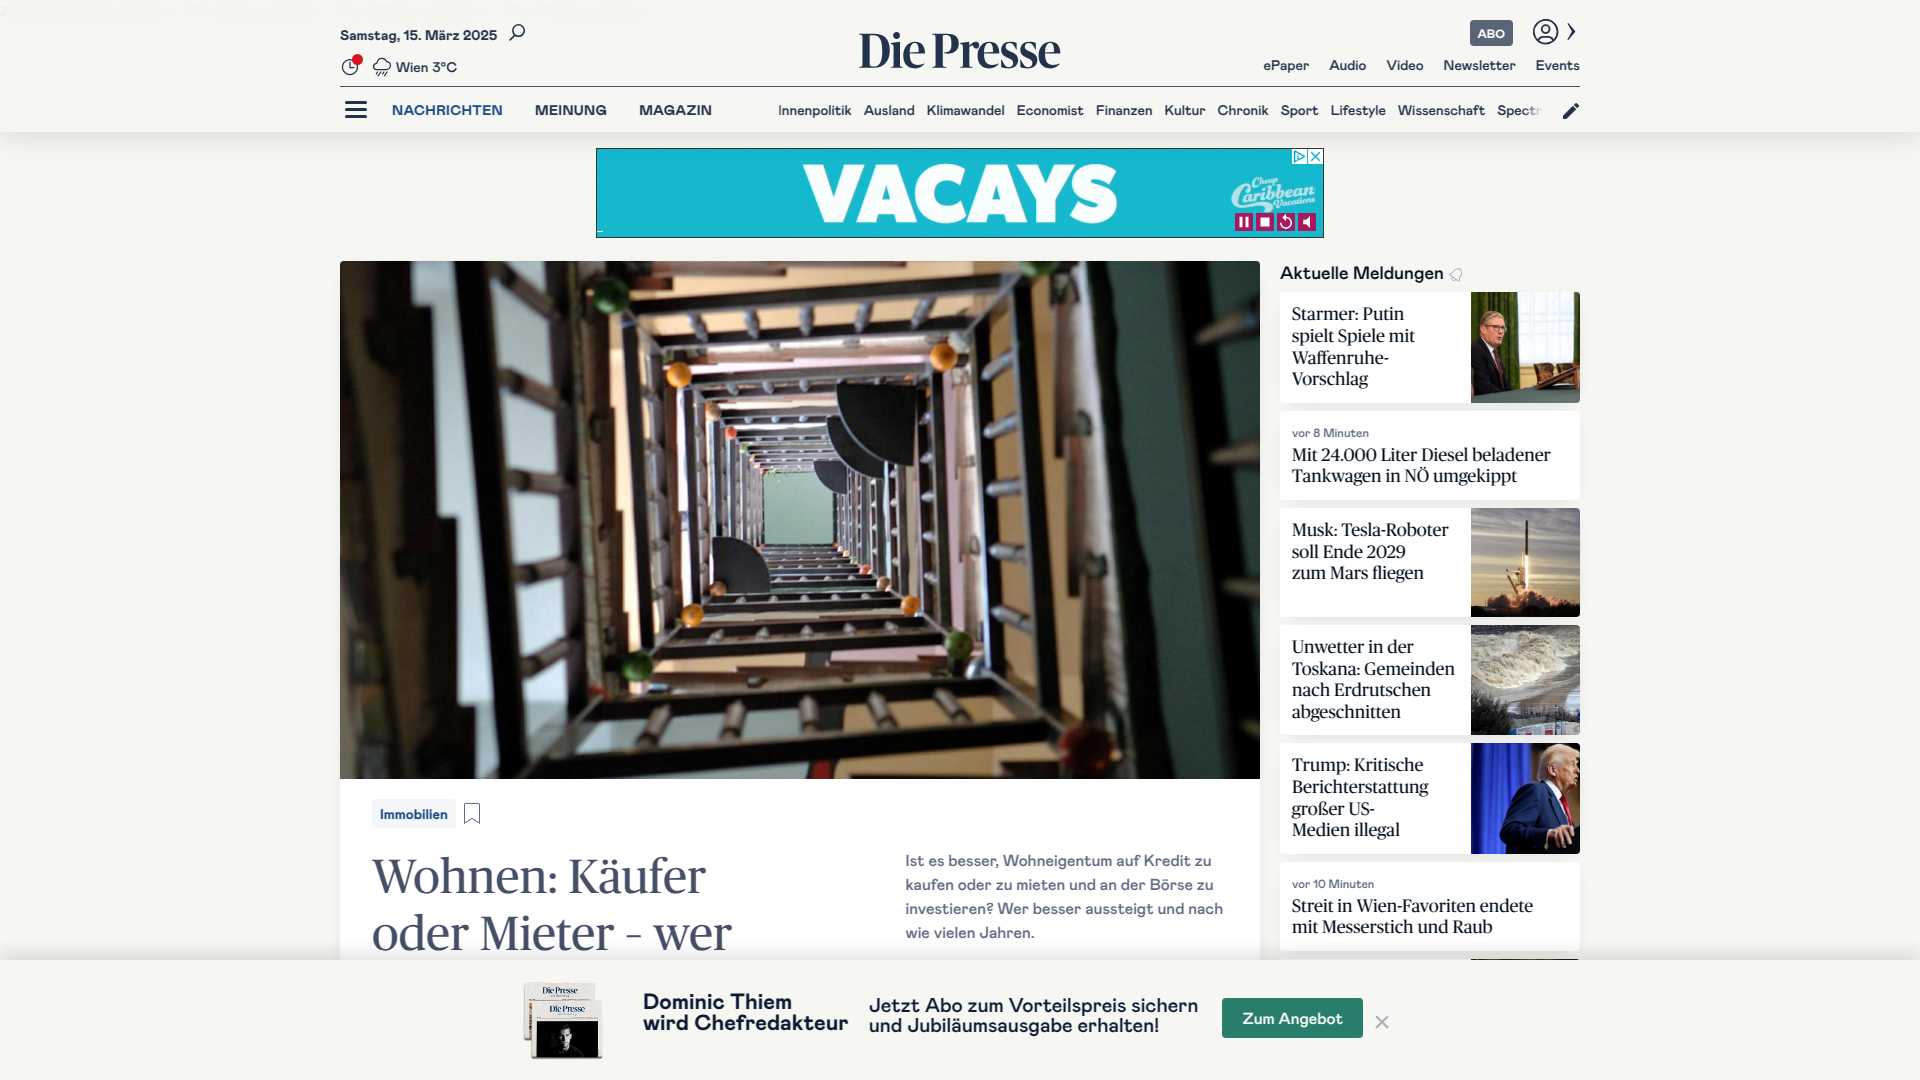 Samstag, 15. März 2025
Wien 3°C
Die Presse
ABO
ePaper Audio Video Newsletter Events
NACHRICHTEN MEINUNG MAGAZIN
Innenpolitik Ausland Klimawandel Economist Finanzen Kultur Chronik Sport Lifestyle Wissenschaft
VACAYS
Cheap
Caribbean
Vacations
Aktuelle Meldungen
Starmer: Putin
spielt Spiele mit
Waffenruhe-
Vorschlag
vor 8 Minuten
Mit 24.000 Liter Diesel beladener
Tankwagen in NÖ umgekippt
Musk: Tesla-Roboter
soll Ende 2029
zum Mars fliegen
Unwetter in der
Toskana: Gemeinden
nach Erdrutschen
abgeschnitten
Trump: Kritische
Berichterstattung
großer US-
Medien illegal
vor 10 Minuten
Streit in Wien-Favoriten endete
mit Messerstich und Raub
Immobilien
Wohnen: Käufer
oder Mieter – wer
Ist es besser, Wohneigentum auf Kredit zu
kaufen oder zu mieten und an der Börse zu
investieren? Wer besser aussteigt und nach
wie vielen Jahren.
Die Presse
Die Presse
Dominic Thiem
wird Chefredakteur
Jetzt Abo zum Vorteilspreis sichern
und Jubiläumsausgabe erhalten!
Zum Angebot